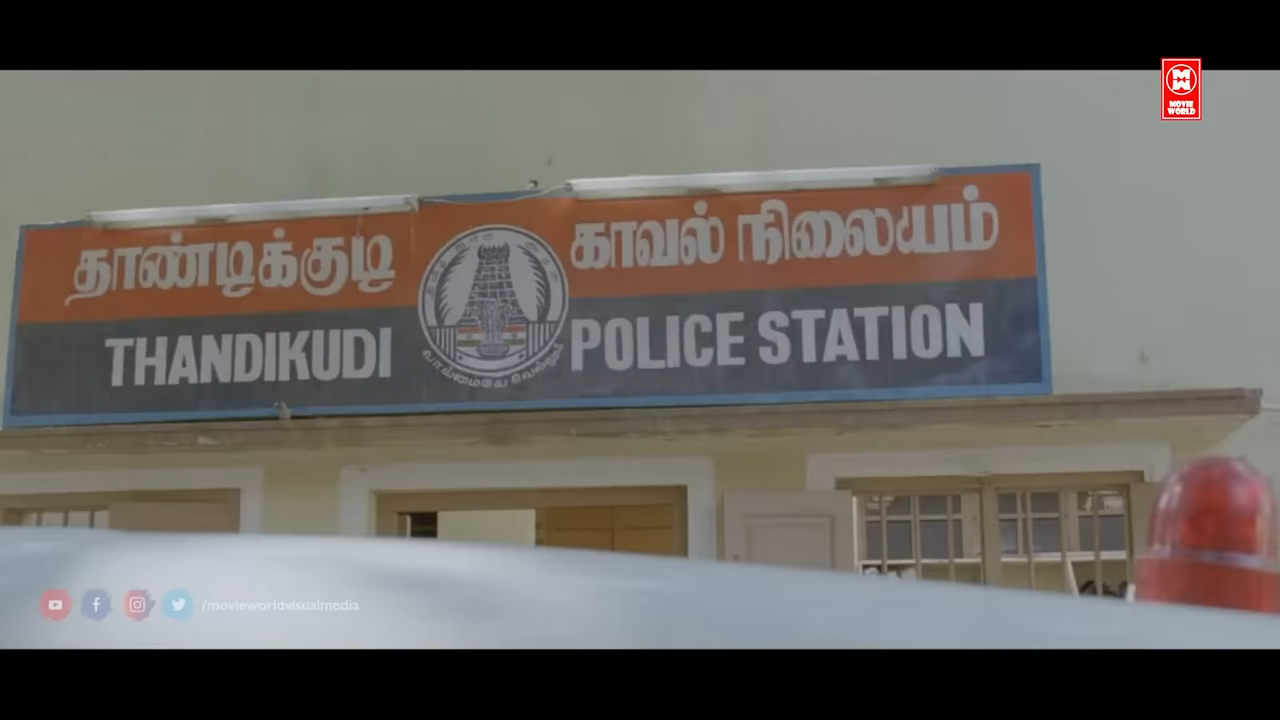 MOVIE
WORLD
தாண்டிக்குடி காவல் நிலையம்
THANDIKUDI POLICE STATION
வாய்மையே வெல்லும்
/movieworldvisualmedia